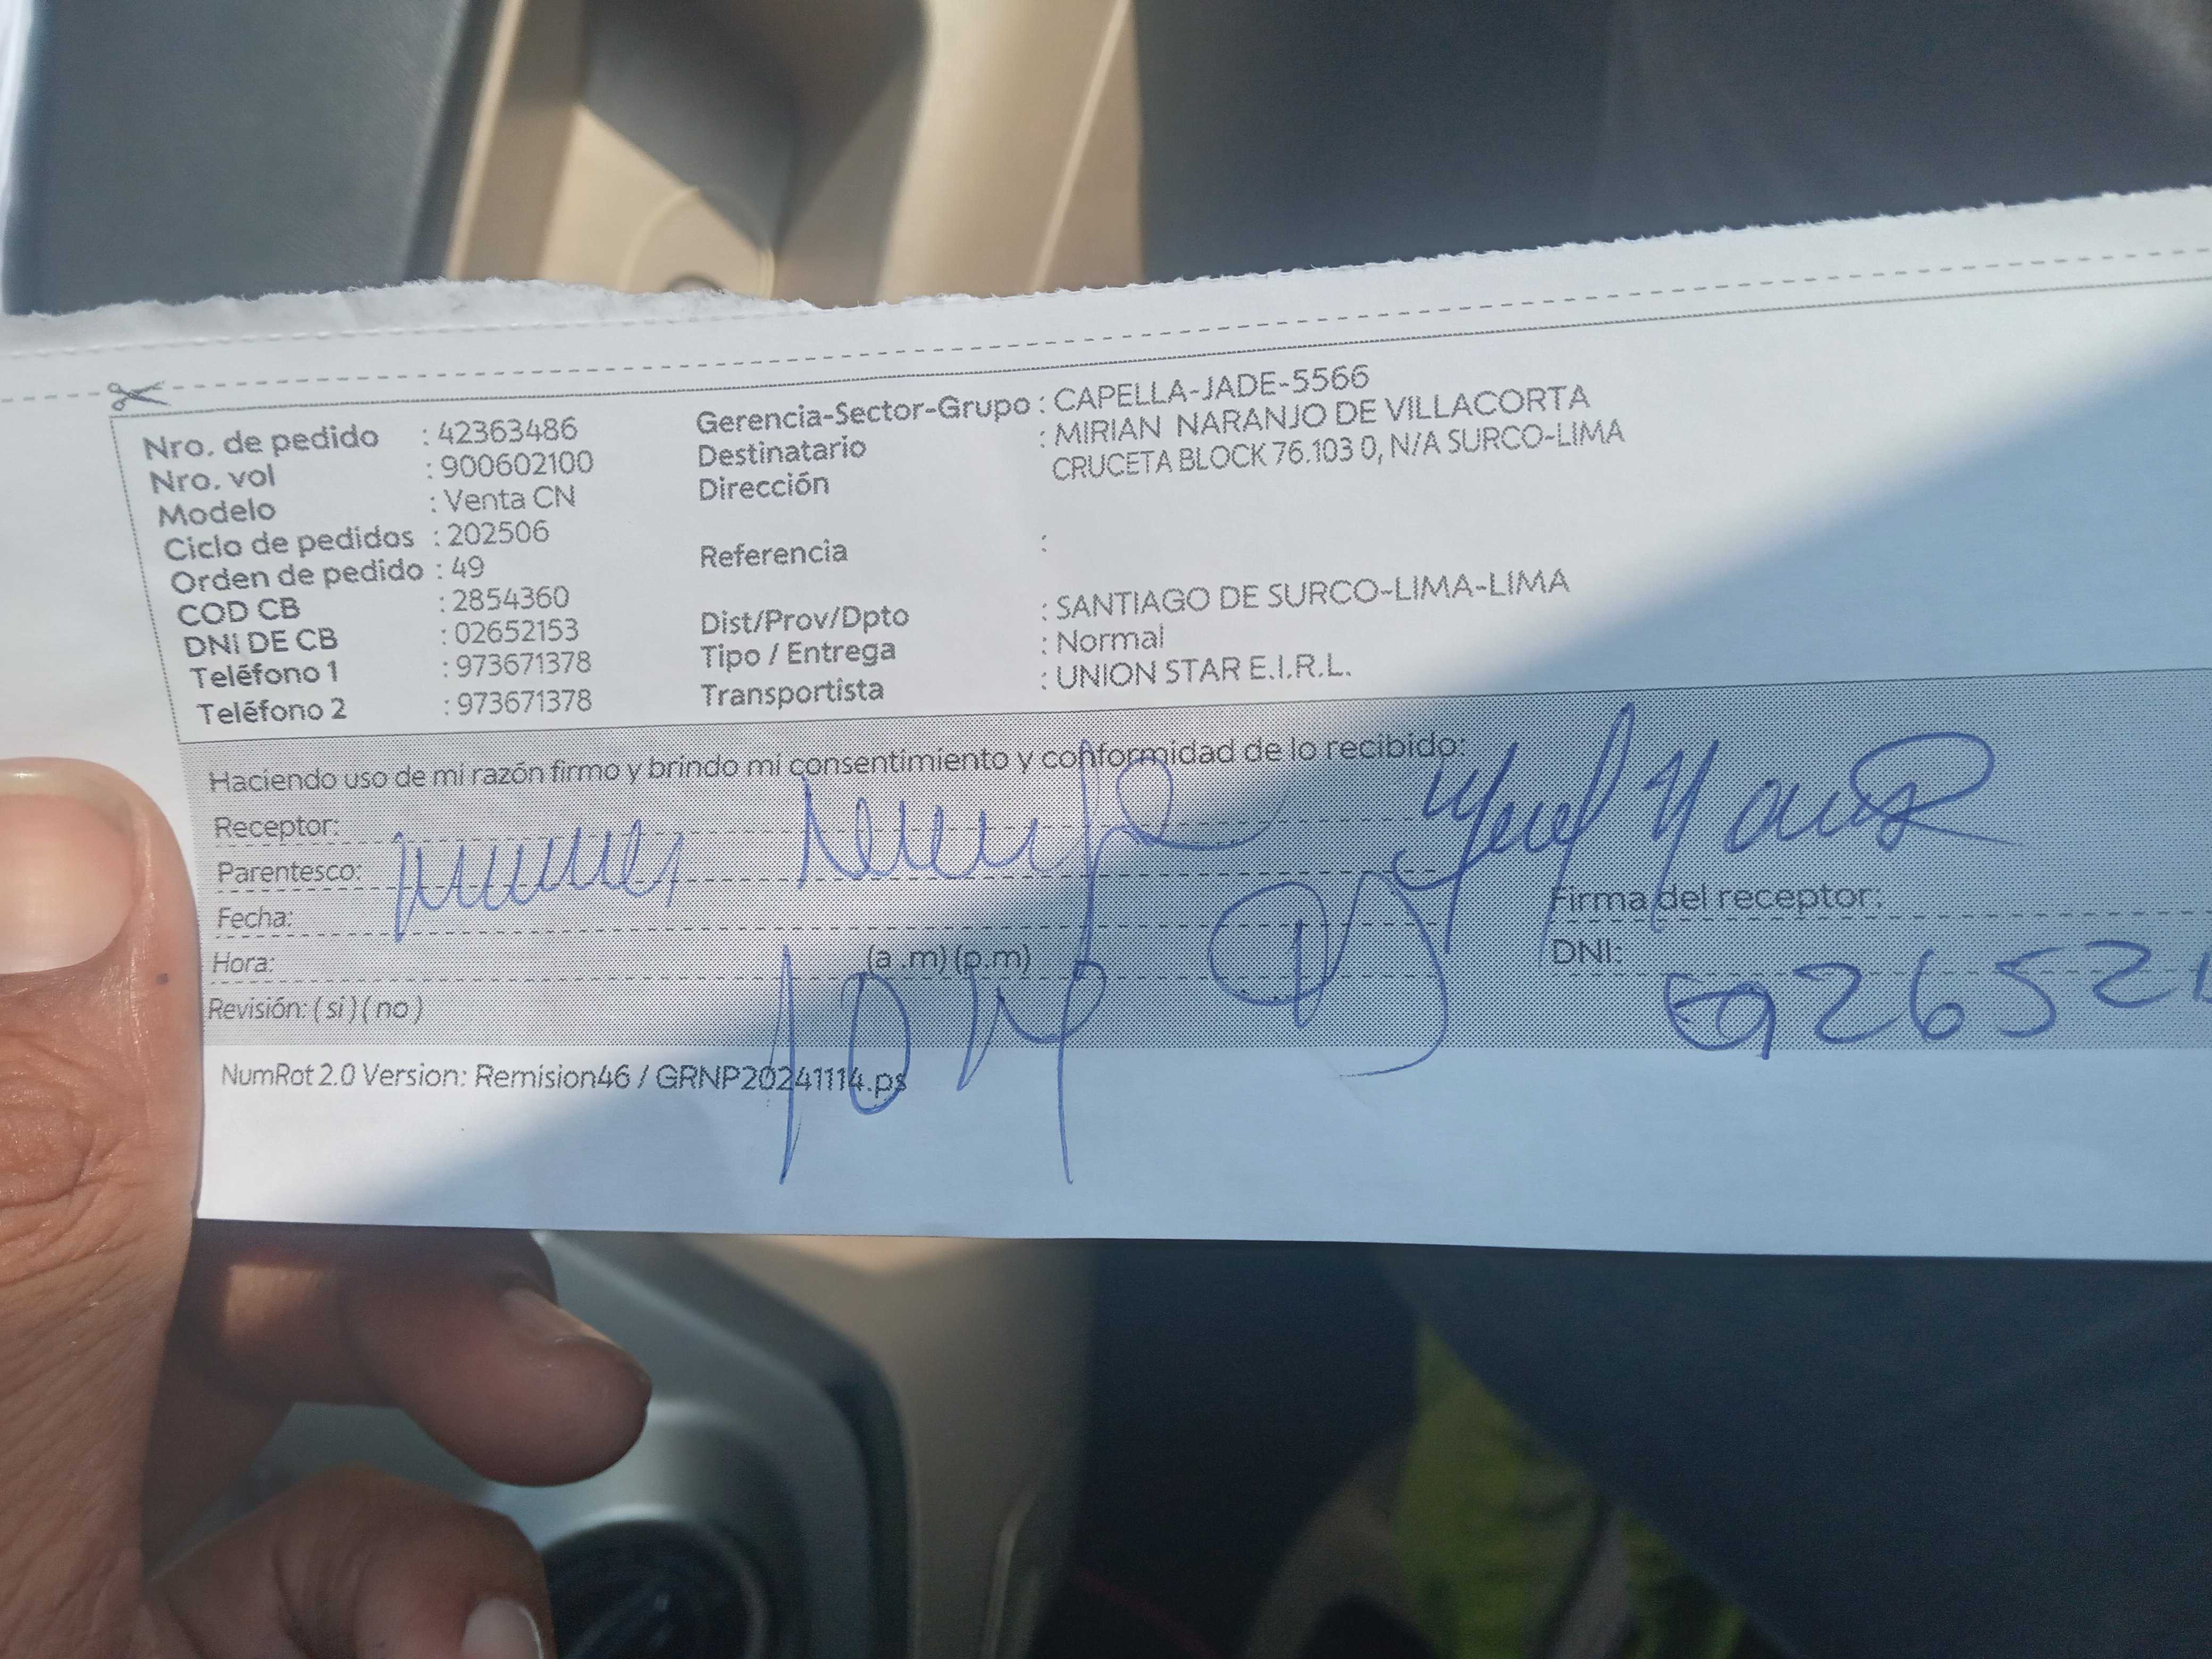 Nro. de pedido : 42363486
Nro. vol : 900602100
Modelo : Venta CN
Ciclo de pedidos : 202506
Orden de pedido : 49
COD CB : 2854360
DNI DE CB : 02652153
Teléfono 1 : 973671378
Teléfono 2 : 973671378
Gerencia-Sector-Grupo : CAPELLA-JADE-5566
Destinatario : MIRIAN NARANJO DE VILLACORTA
Dirección CRUCETA BLOCK 76.103 0, N/A SURCO-LIMA
Referencia :
Dist/Prov/Dpto : SANTIAGO DE SURCO-LIMA-LIMA
Tipo / Entrega : Normal
Transportista : UNION STAR E.I.R.L.
Haciendo uso de mi razón firmo y brindo mi consentimiento y conformidad de lo recibido:
Receptor:
Parentesco:
Fecha:
Hora: (a .m) (p.m)
Revisión: ( si ) ( no )
Firma del receptor:
DNI:
NumRot 2.0 Version: Remision46 / GRNP20241114.ps